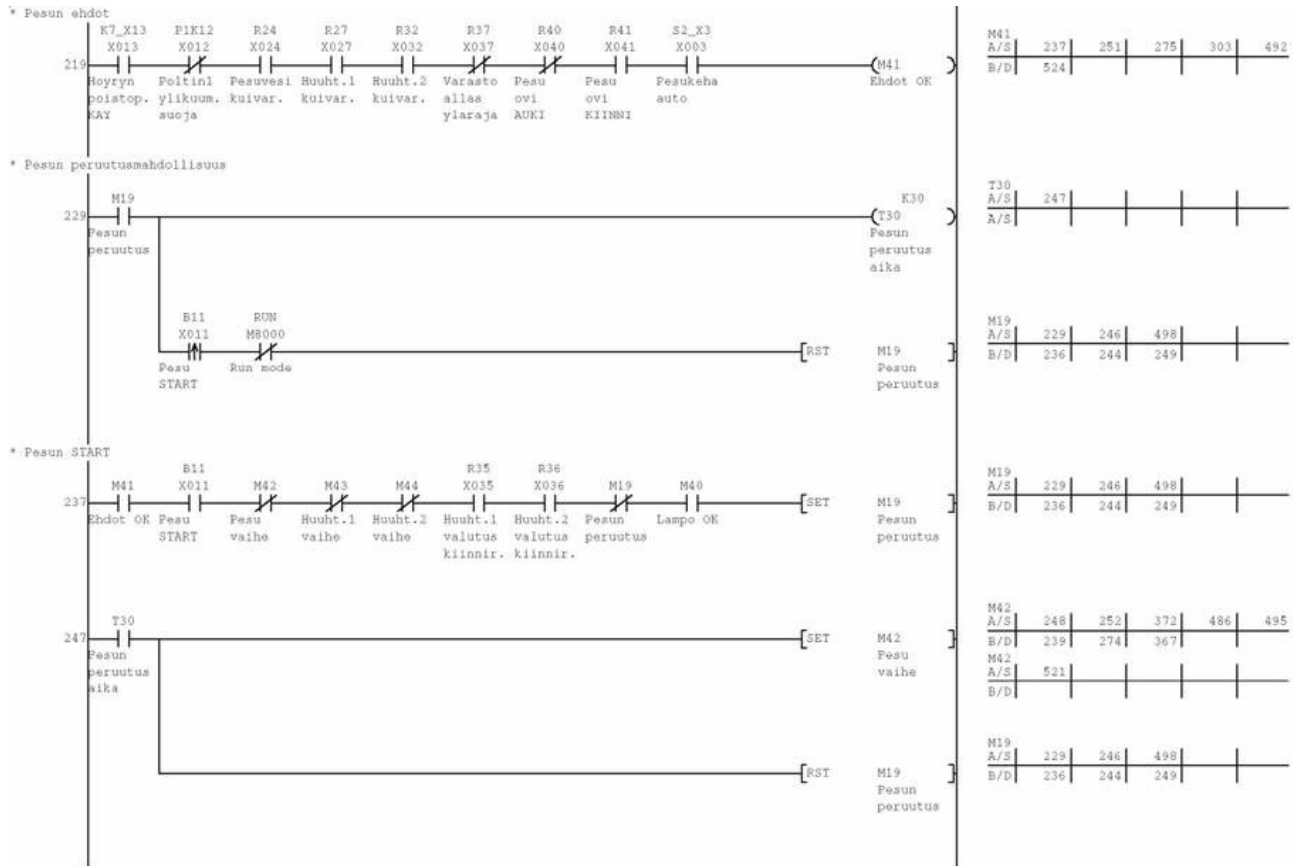 * Pesun ehdot
K7_X13 P1K12 R24 R27 R32 R37 R40 R41 S2_X3
X013 X012 X024 X027 X032 X037 X040 X041 X003
219 M41
Hoyryn Poltin1 Pesuvesi Huuht.1 Huuht.2 Varasto Pesu Pesu Pesukeha Ehdot OK
poistop. ylikuum. kuivar. kuivar. kuivar. allas ovi ovi auto
KAY suoja ylaraja AUKI KIINNI
M41
A/S 237 251 275 303 492
B/D 524
* Pesun peruutusmahdollisuus
M19 K30
229 T30
Pesun Pesun
peruutus peruutus
aika
T30
A/S 247
A/S
B11 RUN
X011 M8000
RST M19
Pesu Run mode Pesun
START peruutus
M19
A/S 229 246 498
B/D 236 244 249
* Pesun START
B11 R35 R36
M41 X011 M42 M43 M44 X035 X036 M19 M40
237 SET M19
Ehdot OK Pesu Pesu Huuht.1 Huuht.2 Huuht.1 Huuht.2 Pesun Lampo OK Pesun
START vaihe vaihe vaihe valutus valutus peruutus peruutus
kiinnir. kiinnir.
M19
A/S 229 246 498
B/D 236 244 249
T30
247 SET M42
Pesun Pesu
peruutus vaihe
aika
M42
A/S 248 252 372 486 495
B/D 239 274 367
M42
A/S 521
B/D
RST M19
Pesun
peruutus
M19
A/S 229 246 498
B/D 236 244 249